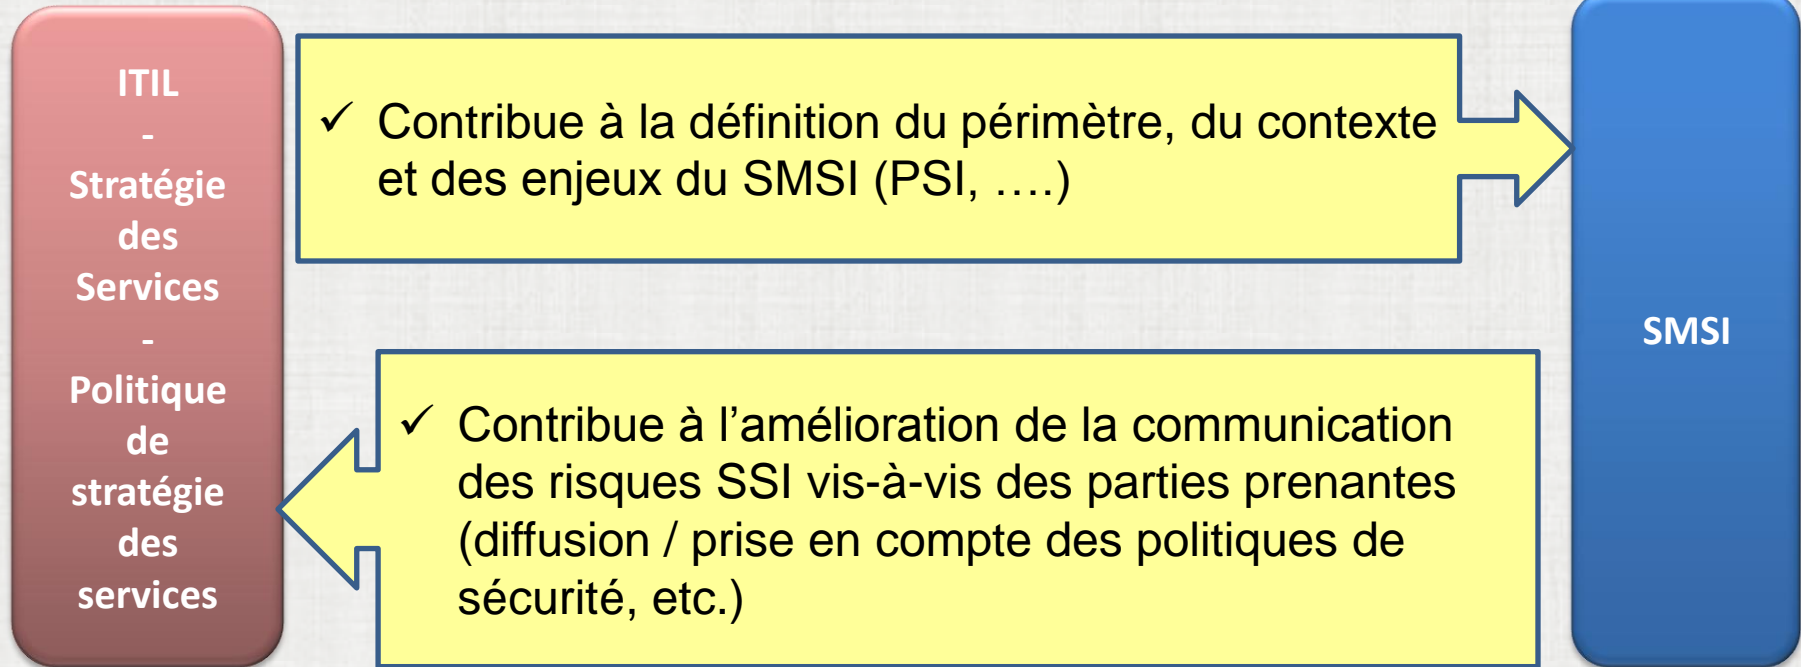 ITIL
-
Stratégie
des
Services
-
Politique
de
stratégie
des
services
✓ Contribue à la définition du périmètre, du contexte
et des enjeux du SMSI (PSI, ….)
✓ Contribue à l’amélioration de la communication
des risques SSI vis-à-vis des parties prenantes
(diffusion / prise en compte des politiques de
sécurité, etc.)
SMSI